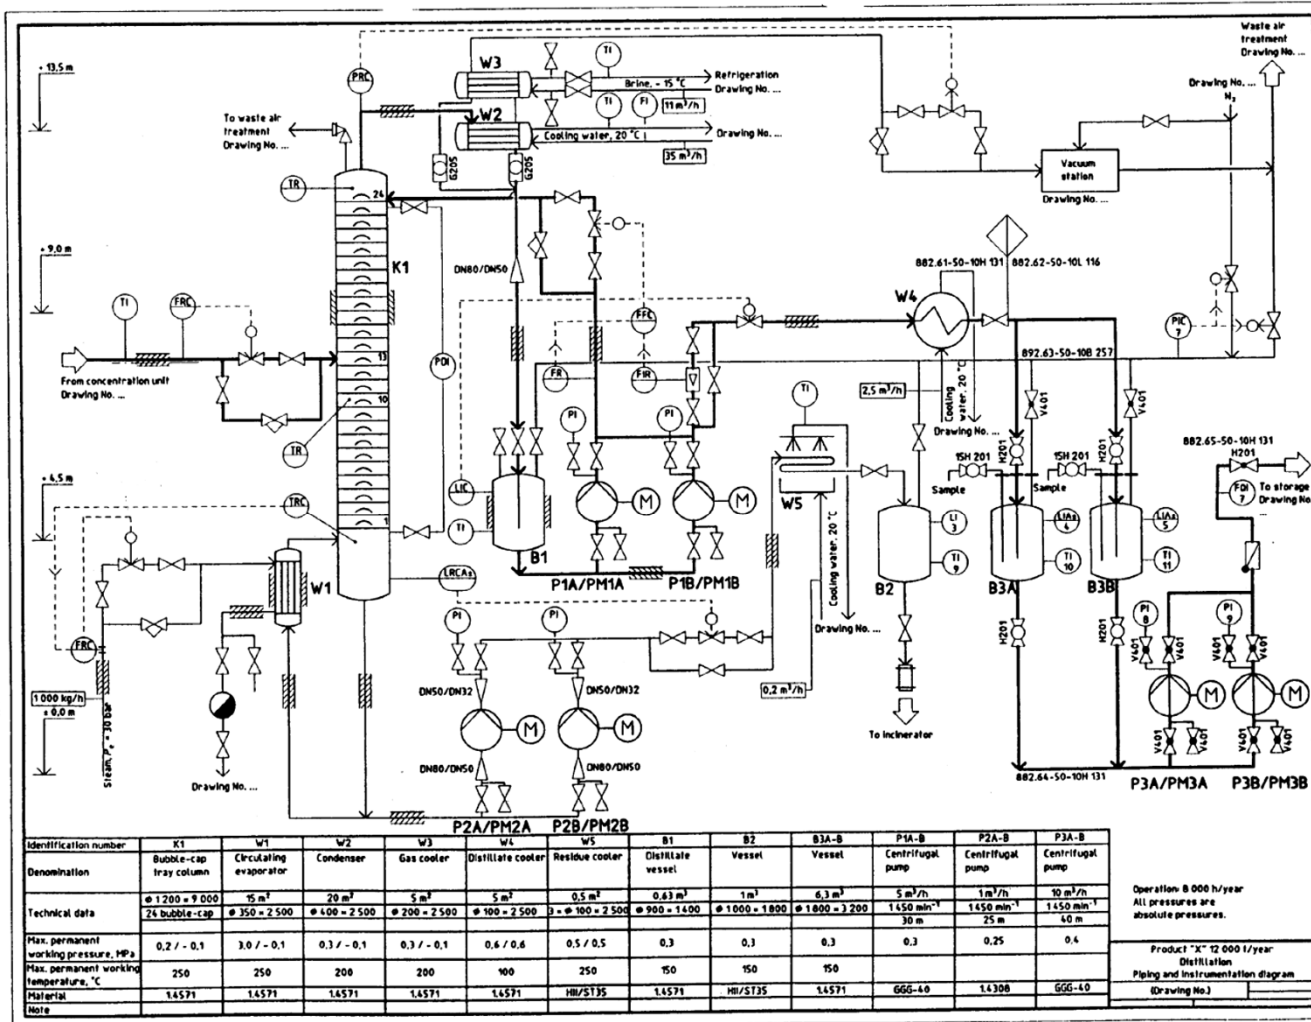 Waste air
treatment
Drawing No. ...
+ 13,5 m
PRC
W3
TI
Refrigeration
Brine, - 15 °C
Drawing No. ...
Drawing No. ...
N₂
11 m³/h
To waste air
treatment
Drawing No. ...
W2
TI
FI
Cooling water, 20 °C
Drawing No. ...
35 m³/h
G205
G205
Vacuum
station
Drawing No. ...
TR
24
+ 9,0 m
K1
DN80/DN50
882.61-50-10H 131
882.62-50-10L 116
W4
TI
FRC
FFC
PIC
7
13
PDI
892.63-50-10B 257
From concentration unit
Drawing No. ...
FR
FIR
TI
2,5 m³/h
Cooling
water, 20 °C
Drawing No. ...
V401
V401
10
PI
PI
TR
H201
H201
882.65-50-10H 131
H201
15H 201
15H 201
Sample
Sample
+ 4,5 m
TRC
LIC
M
M
W5
FDI
7
To storage
Drawing No.
...
1
TI
B1
LI
3
LIA±
4
LIA±
5
TI
9
TI
10
TI
11
B2
B3A
B3B
W1
LRCA±
P1A/PM1A
P1B/PM1B
Cooling water, 20 °C
Drawing No. ...
PI
PI
H201
H201
PI
8
PI
9
FRC
V401
V401
V401
V401
1 000 kg/h
± 0,0 m
Steam, Pe = 30 bar
DN50/DN32
DN50/DN32
0,2 m³/h
M
M
M
M
To incinerator
DN80/DN50
DN80/DN50
V401
V401
V401
V401
Drawing No. ...
882.64-50-10H 131
P3A/PM3A
P3B/PM3B
P2A/PM2A
P2B/PM2B
Identification number K1 W1 W2 W3 W4 W5 B1 B2 B3A-B P1A-B P2A-B P3A-B
Denomination Bubble-cap tray column Circulating evaporator Condenser Gas cooler Distillate cooler Residue cooler Distillate vessel Vessel Vessel Centrifugal pump Centrifugal pump Centrifugal pump
Technical data ø 1 200 × 9 000 15 m² 20 m² 5 m² 5 m² 0,5 m² 0,63 m³ 1 m³ 6,3 m³ 5 m³/h 1 m³/h 10 m³/h
24 bubble-cap ø 350 × 2 500 ø 400 × 2 500 ø 200 × 2 500 ø 100 × 2 500 3 × ø 100 × 2 500 ø 900 × 1 400 ø 1 000 × 1 800 ø 1 800 × 3 200 1 450 min⁻¹ 1 450 min⁻¹ 1 450 min⁻¹
30 m 25 m 40 m
Max. permanent working pressure, MPa 0,2 / - 0,1 3,0 / - 0,1 0,3 / - 0,1 0,3 / - 0,1 0,6 / 0,6 0,5 / 0,5 0,3 0,3 0,3 0,3 0,25 0,4
Max. permanent working temperature, °C 250 250 200 200 100 250 150 150 150
Material 1.4571 1.4571 1.4571 1.4571 1.4571 HII/ST35 1.4571 HII/ST35 1.4571 GGG-40 1.4308 GGG-40
Note
Operation: 8 000 h/year
All pressures are
absolute pressures.
Product "X" 12 000 t/year
Distillation
Piping and instrumentation diagram
(Drawing No.)